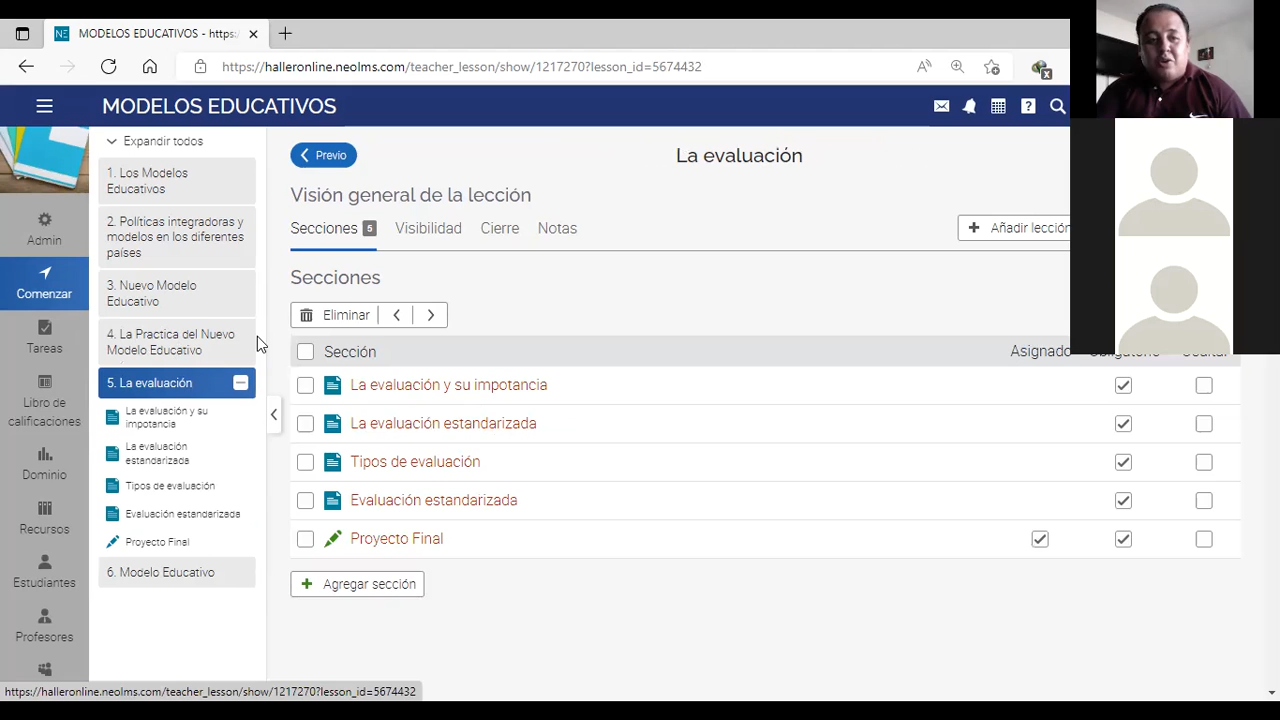 MODELOS EDUCATIVOS - https:
https://halleronline.neolms.com/teacher_lesson/show/1217270?lesson_id=5674432
MODELOS EDUCATIVOS
Admin
Comenzar
Tareas
Libro de
calificaciones
Dominio
Recursos
Estudiantes
Profesores
Expandir todos
1. Los Modelos
Educativos
2. Políticas integradoras y
modelos en los diferentes
países
3. Nuevo Modelo
Educativo
4. La Practica del Nuevo
Modelo Educativo
5. La evaluación
La evaluación y su
impotancia
La evaluación
estandarizada
Tipos de evaluación
Evaluación estandarizada
Proyecto Final
6. Modelo Educativo
Previo
La evaluación
Visión general de la lección
Secciones 5 Visibilidad Cierre Notas
Añadir lección
Secciones
Eliminar
Sección Asignado
La evaluación y su impotancia
La evaluación estandarizada
Tipos de evaluación
Evaluación estandarizada
Proyecto Final
Agregar sección
https://halleronline.neolms.com/teacher_lesson/show/1217270?lesson_id=5674432